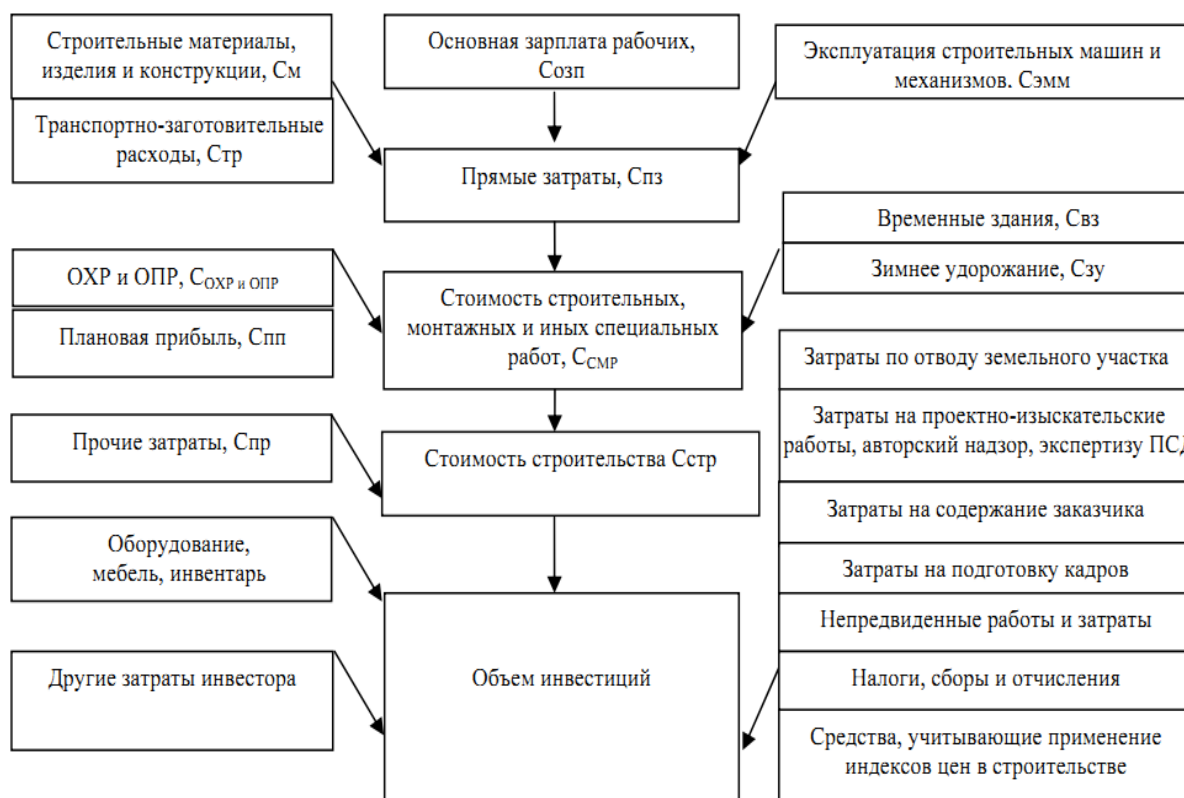 Строительные материалы,
изделия и конструкции, См
Транспортно-заготовительные
расходы, Стр
Основная зарплата рабочих,
Созп
Эксплуатация строительных машин и
механизмов. Сэмм
Прямые затраты, Спз
Временные здания, Свз
Зимнее удорожание, Сзу
ОХР и ОПР, СОХР и ОПР
Плановая прибыль, Спп
Стоимость строительных,
монтажных и иных специальных
работ, ССМР
Затраты по отводу земельного участка
Затраты на проектно-изыскательские
работы, авторский надзор, экспертизу ПСД
Затраты на содержание заказчика
Затраты на подготовку кадров
Непредвиденные работы и затраты
Налоги, сборы и отчисления
Средства, учитывающие применение
индексов цен в строительстве
Прочие затраты, Спр
Стоимость строительства Сстр
Оборудование,
мебель, инвентарь
Другие затраты инвестора
Объем инвестиций